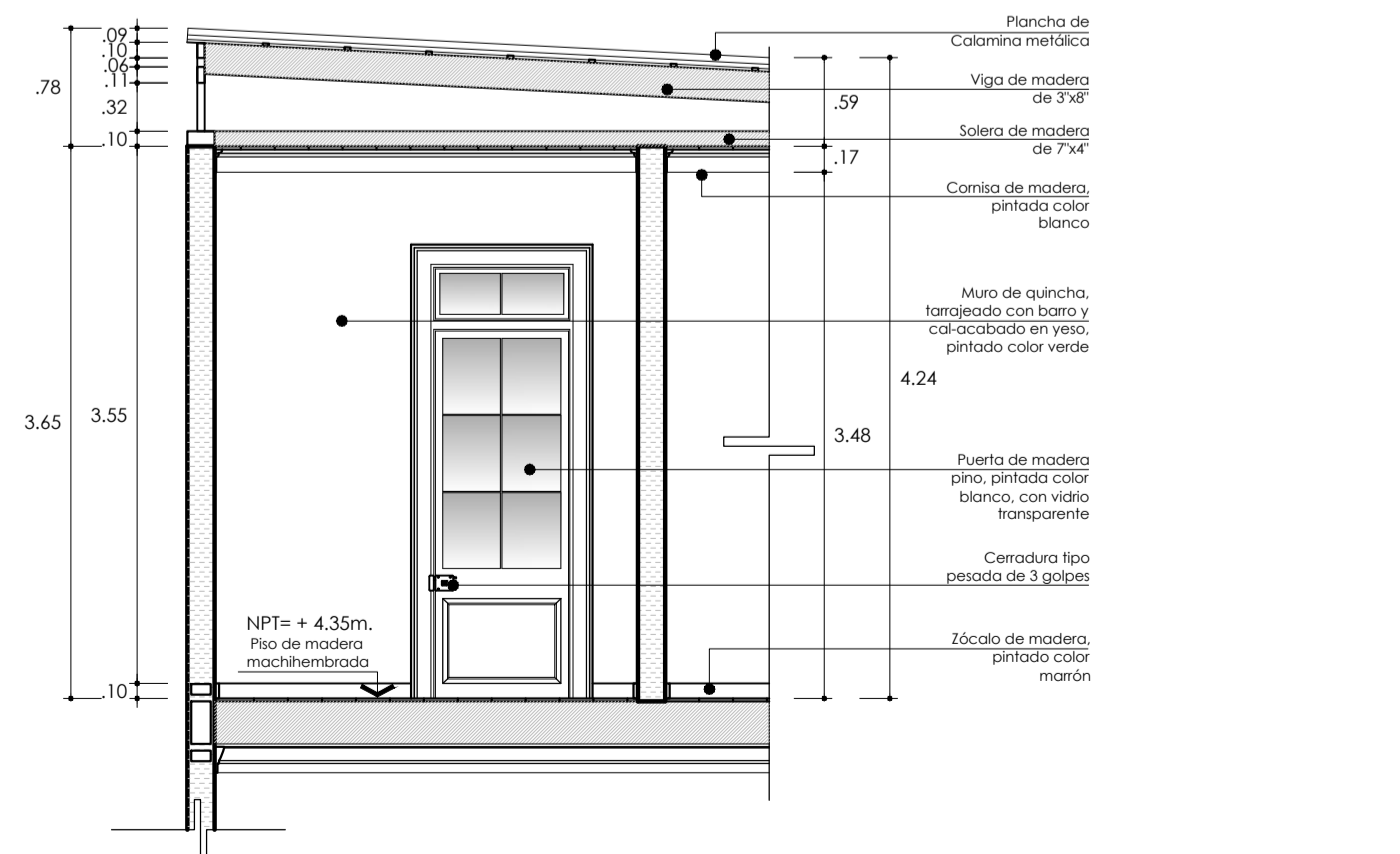 .09
.10
.06
.11
.32
.10
.78
3.65
3.55
.10
NPT= + 4.35m.
Piso de madera
machihembrada
.59
.17
3.48
4.24
Plancha de
Calamina metálica
Viga de madera
de 3"x8"
Solera de madera
de 7"x4"
Cornisa de madera,
pintada color
blanco
Muro de quincha,
tarrajeado con barro y
cal-acabado en yeso,
pintado color verde
Puerta de madera
pino, pintada color
blanco, con vidrio
transparente
Cerradura tipo
pesada de 3 golpes
Zócalo de madera,
pintado color
marrón